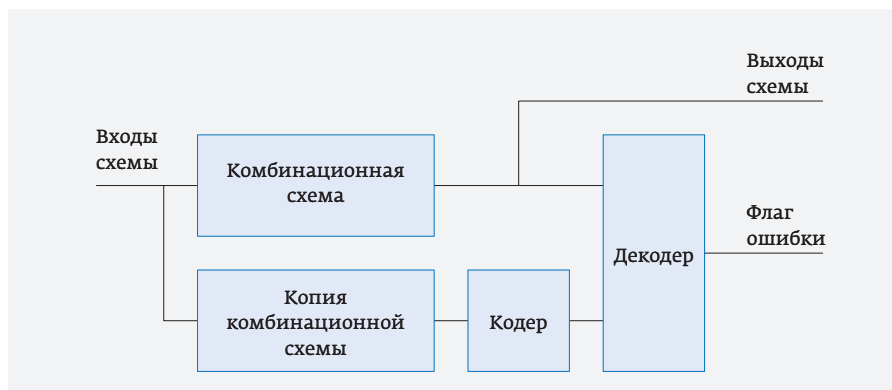 Выходы
схемы
Входы
схемы
Комбинационная
схема
Флаг
ошибки
Декодер
Копия
комбинационной
схемы
Кодер